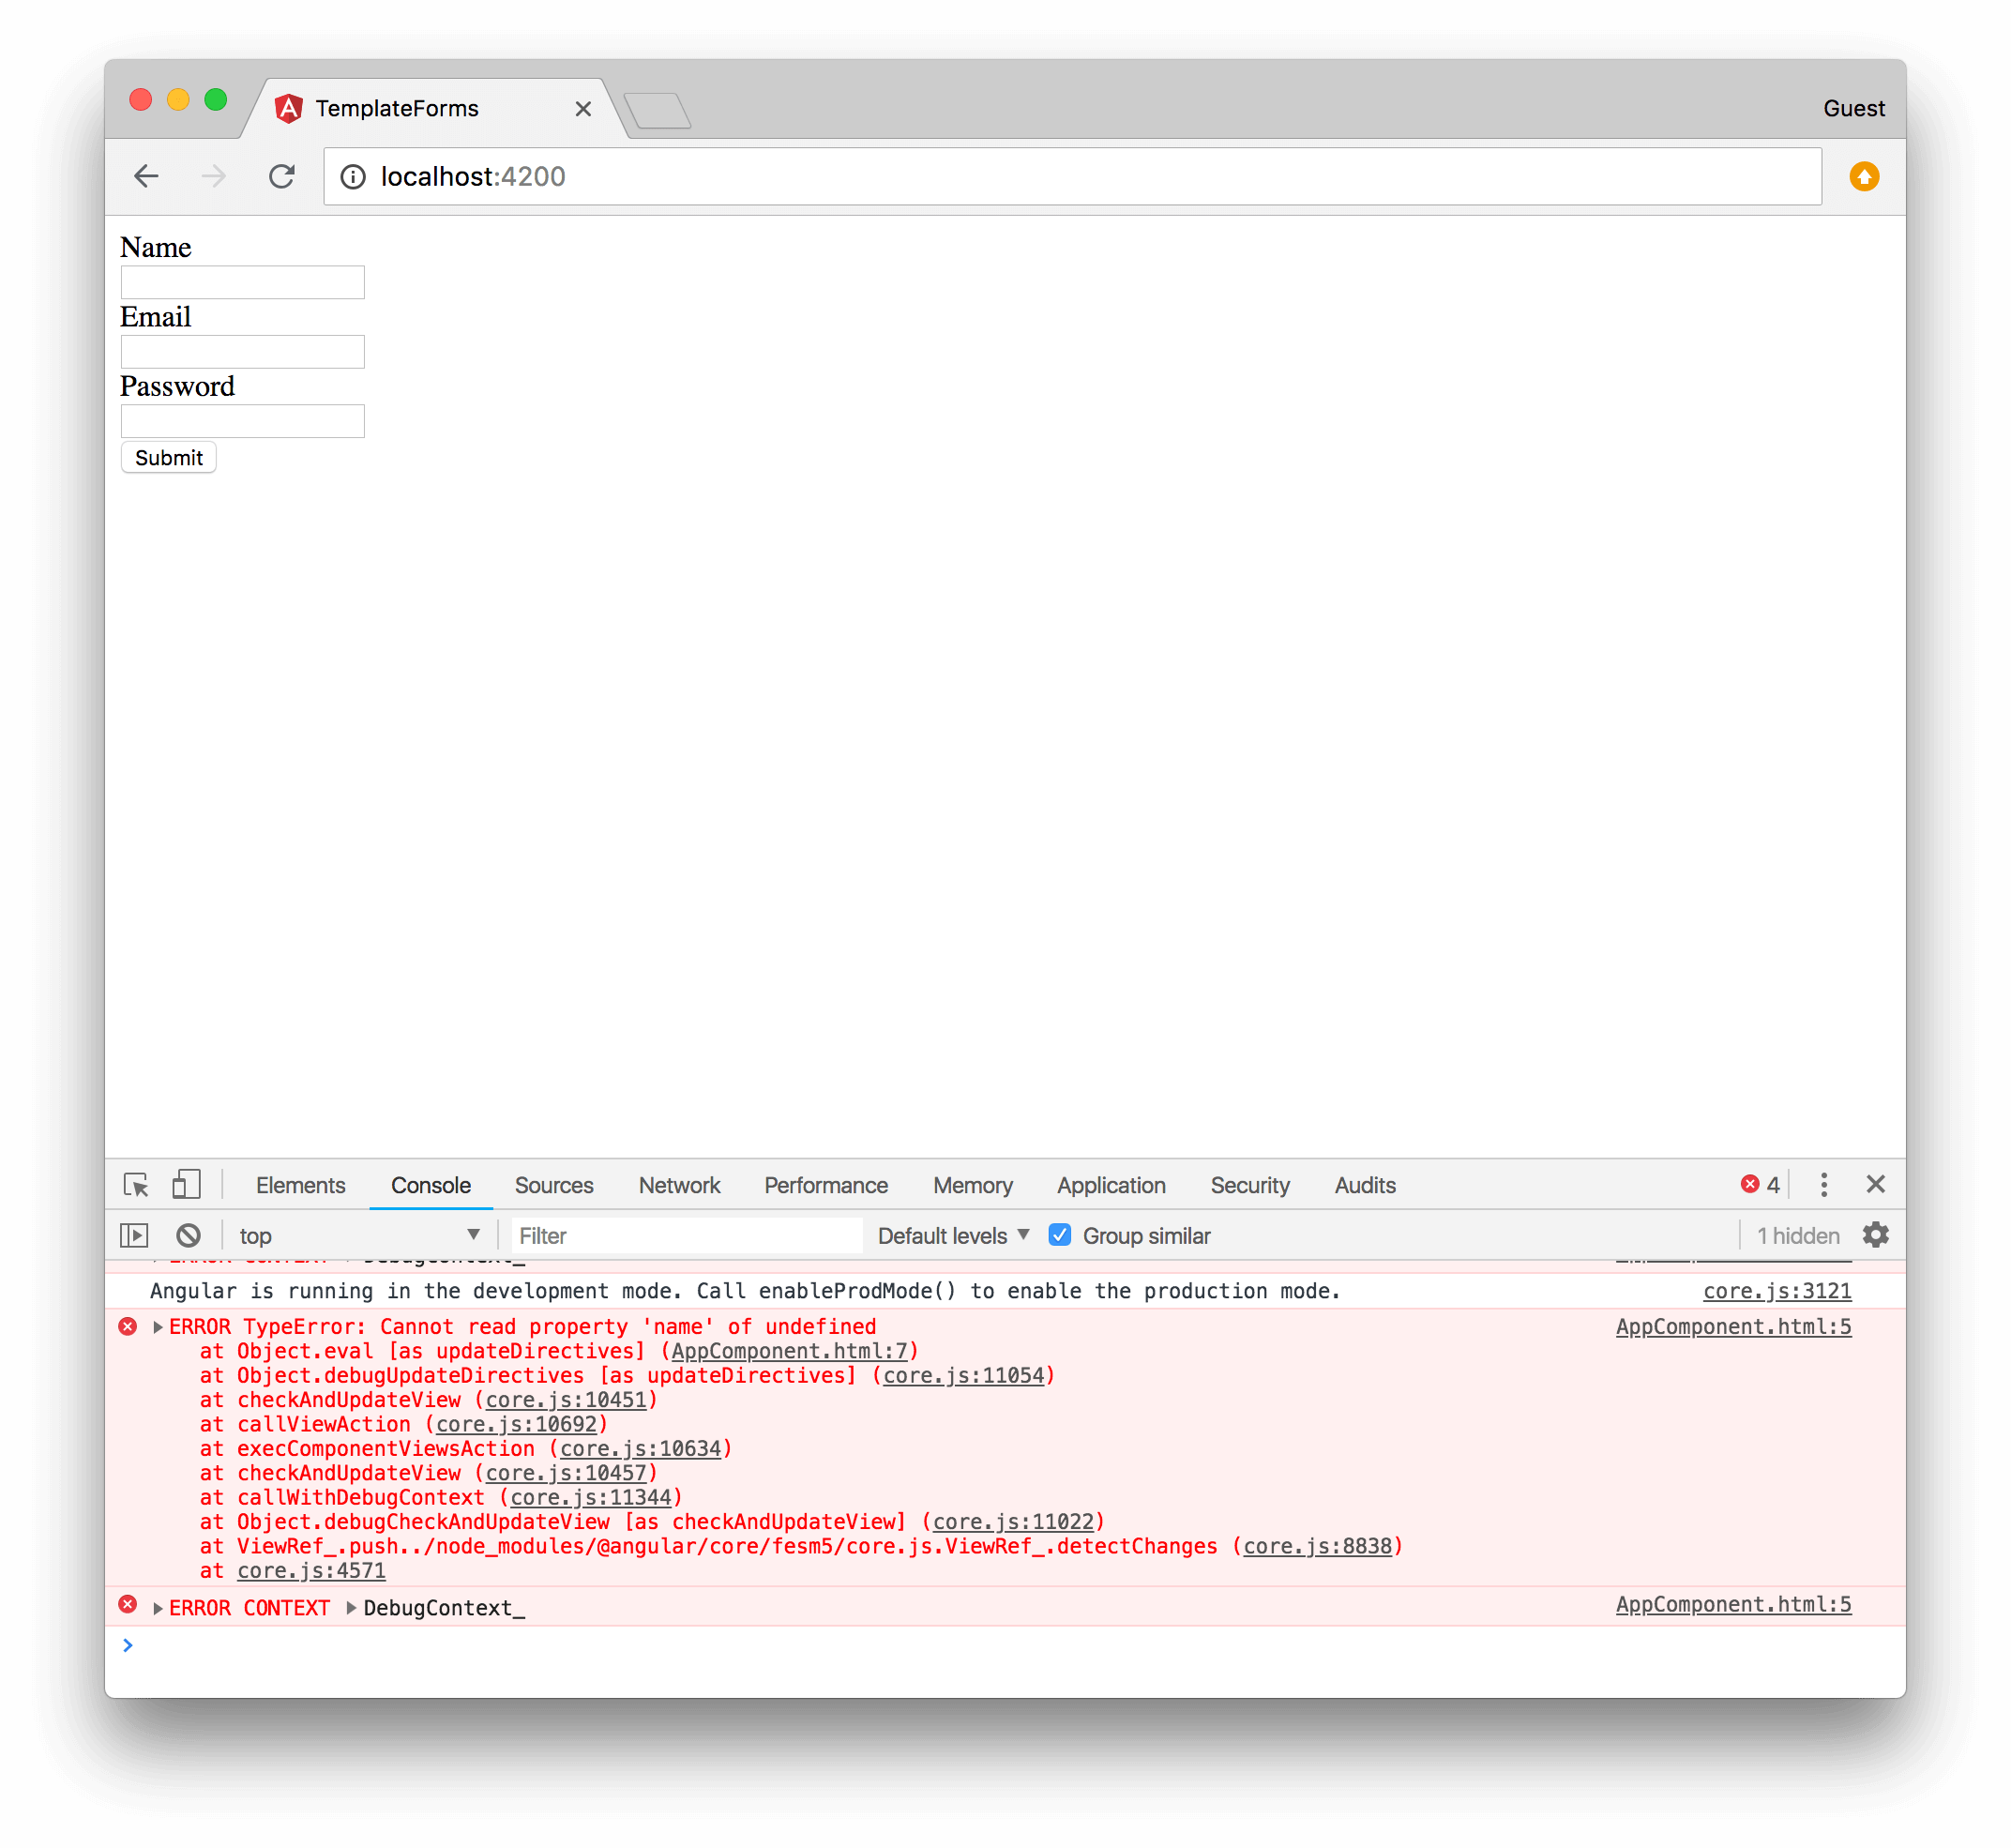 TemplateForms
Guest
localhost:4200
Name
Email
Password
Submit
Elements Console Sources Network Performance Memory Application Security Audits 4
top Filter Default levels Group similar 1 hidden
ERROR CONTEXT DebugContext_
Angular is running in the development mode. Call enableProdMode() to enable the production mode. core.js:3121
ERROR TypeError: Cannot read property 'name' of undefined AppComponent.html:5
at Object.eval [as updateDirectives] (AppComponent.html:7)
at Object.debugUpdateDirectives [as updateDirectives] (core.js:11054)
at checkAndUpdateView (core.js:10451)
at callViewAction (core.js:10692)
at execComponentViewsAction (core.js:10634)
at checkAndUpdateView (core.js:10457)
at callWithDebugContext (core.js:11344)
at Object.debugCheckAndUpdateView [as checkAndUpdateView] (core.js:11022)
at ViewRef_.push../node_modules/@angular/core/fesm5/core.js.ViewRef_.detectChanges (core.js:8838)
at core.js:4571
ERROR CONTEXT DebugContext_ AppComponent.html:5